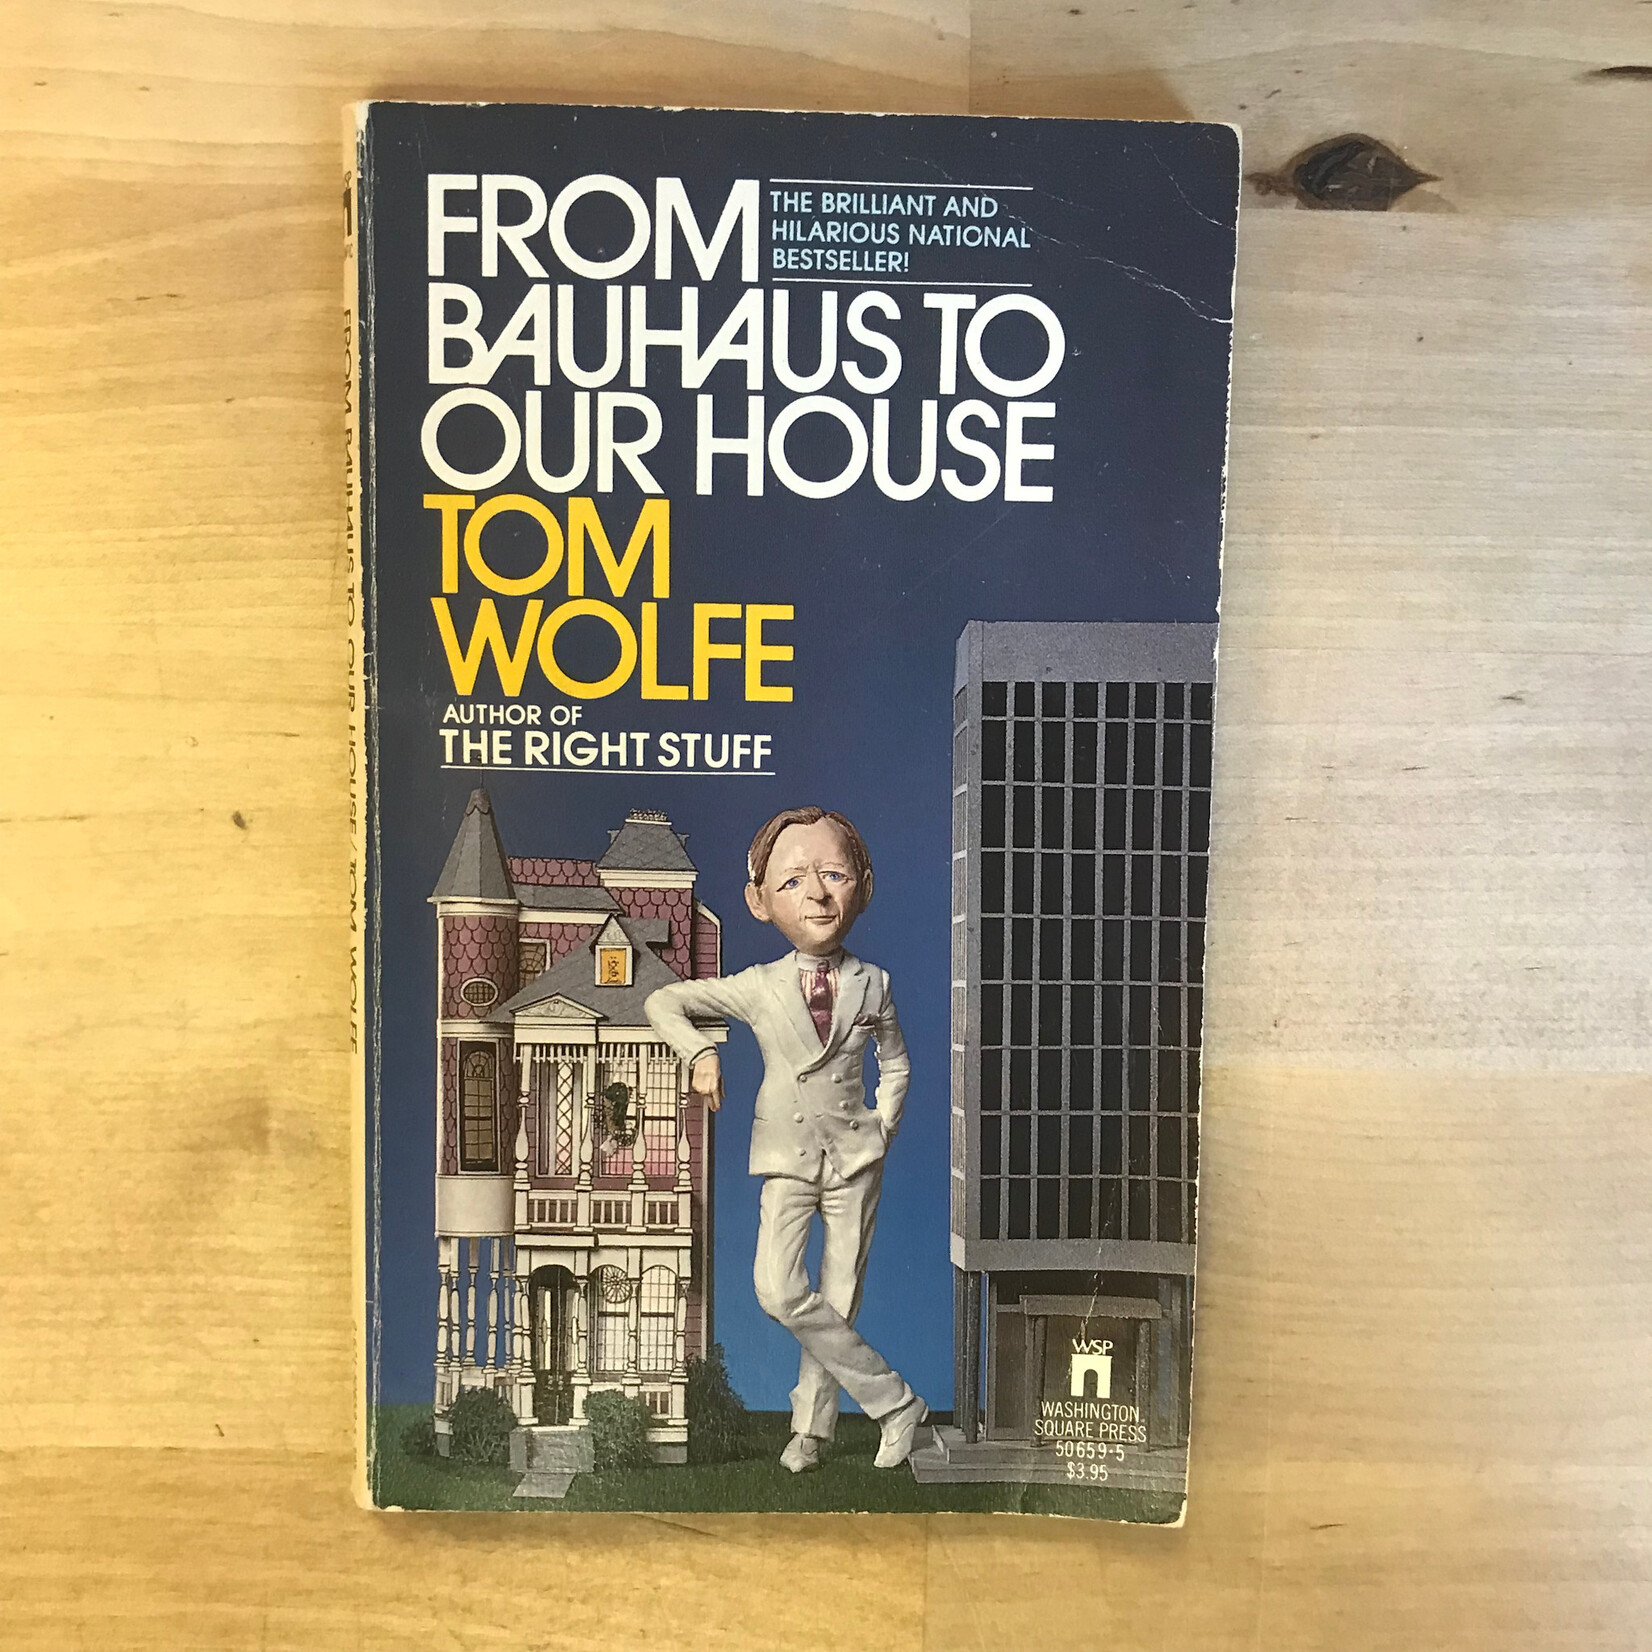 FROM
THE BRILLIANT AND
HILARIOUS NATIONAL
BESTSELLER!
BAUHAUS TO
OUR HOUSE
TOM
WOLFE
AUTHOR OF
THE RIGHT STUFF
WSP
WASHINGTON
SQUARE PRESS
50659-5
$3.95
FROM BAUHAUS TO OUR HOUSE / TOM WOLFE